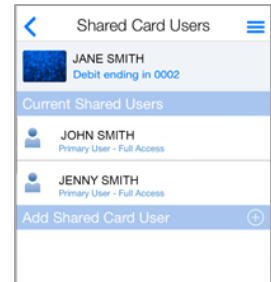 Shared Card Users
JANE SMITH
Debit ending in 0002
Current Shared Users
JOHN SMITH
Primary User - Full Access
JENNY SMITH
Primary User - Full Access
Add Shared Card User